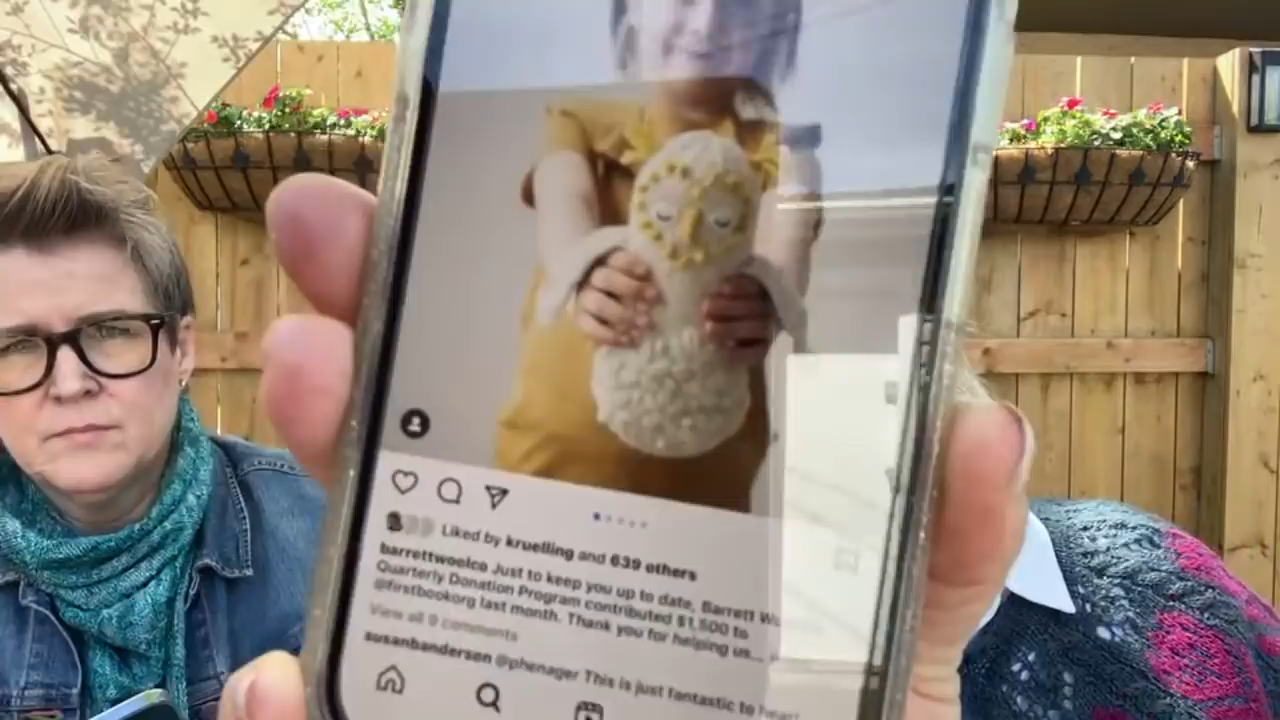 Liked by kruelling and 639 others
barrettwoolco Just to keep you up to date, Barrett
Quarterly Donation Program contributed $1,500 to
@firstbookorg last month. Thank you for helping us...
View all 9 comments
susanbanderson @phenager This is just fantastic to hear!